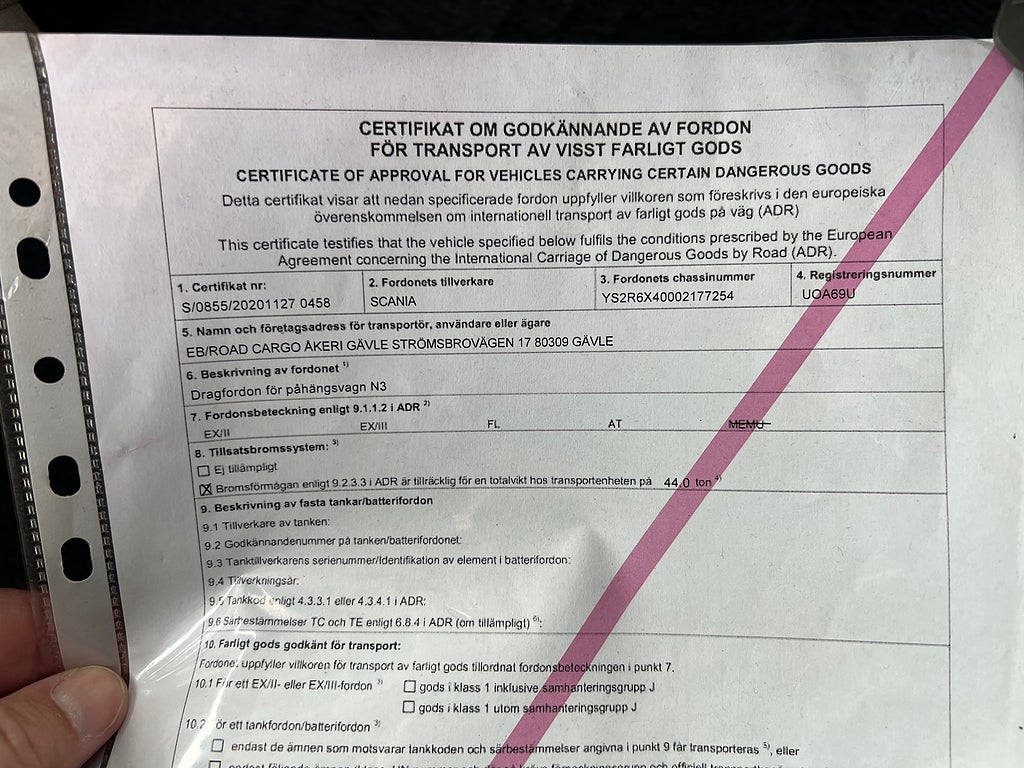 CERTIFIKAT OM GODKÄNNANDE AV FORDON
FÖR TRANSPORT AV VISST FARLIGT GODS
CERTIFICATE OF APPROVAL FOR VEHICLES CARRYING CERTAIN DANGEROUS GOODS
Detta certifikat visar att nedan specificerade fordon uppfyller villkoren som föreskrivs i den europeiska
överenskommelsen om internationell transport av farligt gods på väg (ADR)
This certificate testifies that the vehicle specified below fulfils the conditions prescribed by the European
Agreement concerning the International Carriage of Dangerous Goods by Road (ADR).
1. Certifikat nr: 2. Fordonets tillverkare 3. Fordonets chassinummer 4. Registreringsnummer
S/0855/20201127 0458 SCANIA YS2R6X40002177254 UOA69U
5. Namn och företagsadress för transportör, användare eller ägare
EB/ROAD CARGO ÅKERI GÄVLE STRÖMSBROVÄGEN 17 80309 GÄVLE
6. Beskrivning av fordonet 1)
Dragfordon för påhängsvagn N3
7. Fordonsbeteckning enligt 9.1.1.2 i ADR 2)
EX/II EX/III FL AT MEMU
8. Tillsatsbromssystem: 3)
Ej tillämpligt
Bromsförmågan enligt 9.2.3.3 i ADR är tillräcklig för en totalvikt hos transportenheten på 44.0 ton 4)
9. Beskrivning av fasta tankar/batterifordon
9.1 Tillverkare av tanken:
9.2 Godkännandenummer på tanken/batterifordonet:
9.3 Tanktillverkarens serienummer/Identifikation av element i batterifordon:
9.4 Tillverkningsår:
9.5 Tankkod enligt 4.3.3.1 eller 4.3.4.1 i ADR:
9.6 Särbestämmelser TC och TE enligt 6.8.4 i ADR (om tillämpligt) 5):
10. Farligt gods godkänt för transport:
Fordonet uppfyller villkoren för transport av farligt gods tillordnat fordonsbeteckningen i punkt 7.
10.1 För ett EX/II- eller EX/III-fordon 3) gods i klass 1 inklusive samhanteringsgrupp J
gods i klass 1 utom samhanteringsgrupp J
10.2 För ett tankfordon/batterifordon 3)
endast de ämnen som motsvarar tankkoden och särbestämmelser angivna i punkt 9 får transporteras 5), eller